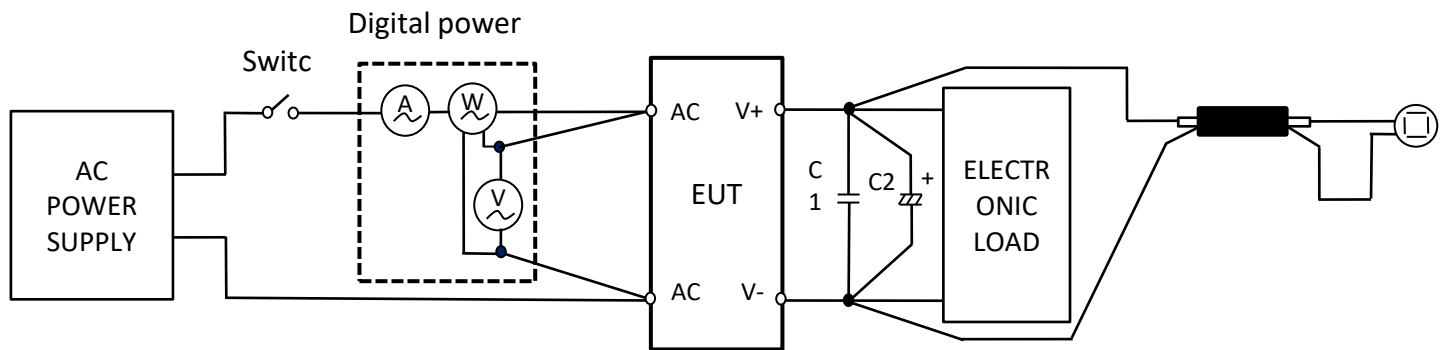 Digital power
Switc
A
W
V
AC
POWER
SUPPLY
AC
V+
EUT
AC
V-
C
1
C2
+
ELECTR
ONIC
LOAD